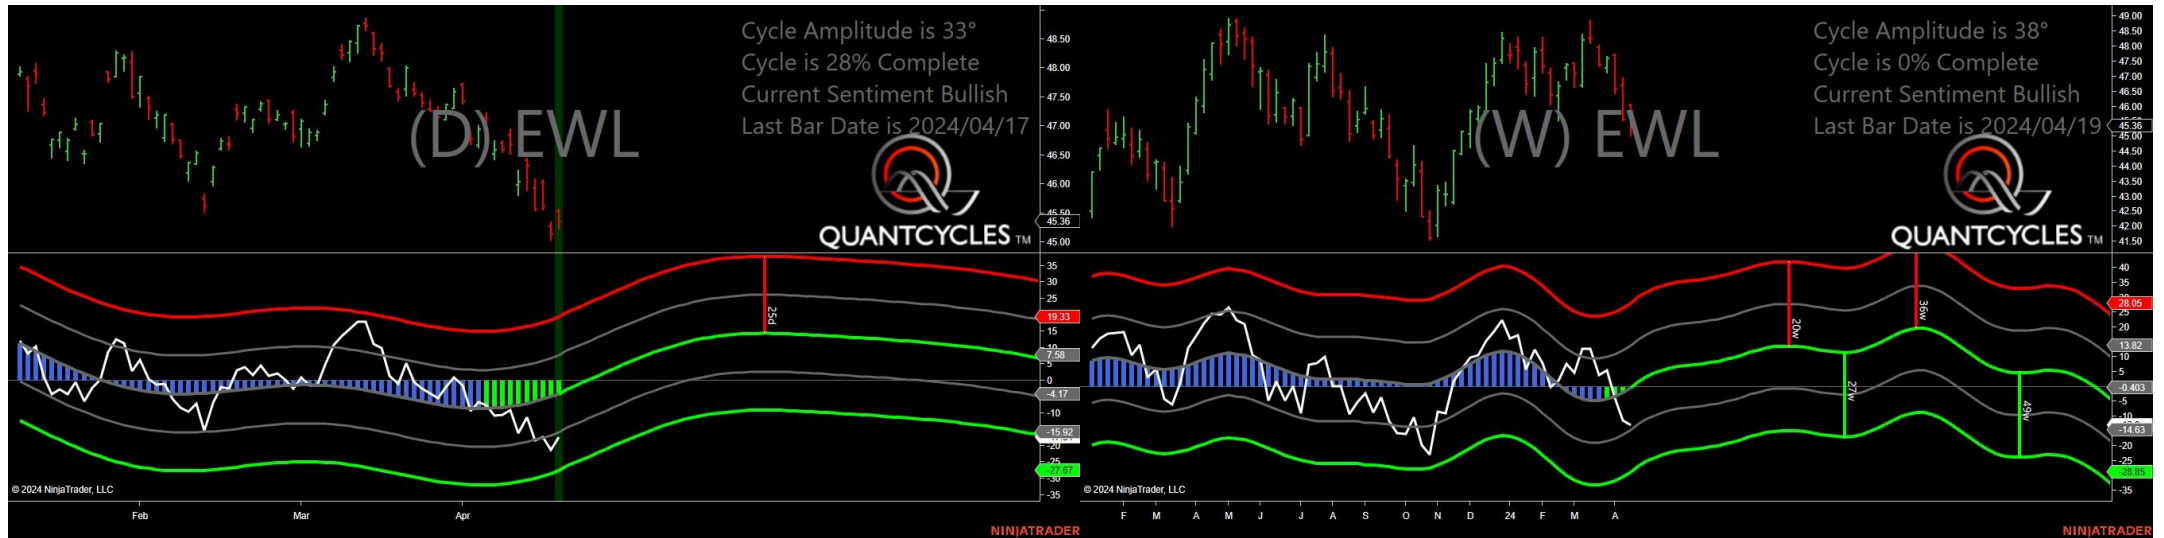 Cycle Amplitude is 33°
Cycle is 28% Complete
Current Sentiment Bullish
Last Bar Date is 2024/04/17
(D) EWL
QUANTCYCLES TM
48.50
48.00
47.50
47.00
46.50
46.00
45.50
45.36
45.00
35
30
25
19.33
15
10
7.58
5
0
-4.17
-10
-15.92
-20
-25
-27.67
-30
-35
25d
© 2024 NinjaTrader, LLC
Feb Mar Apr
NINJATRADER
Cycle Amplitude is 38°
Cycle is 0% Complete
Current Sentiment Bullish
Last Bar Date is 2024/04/19
(W) EWL
QUANTCYCLES TM
49.00
48.50
48.00
47.50
47.00
46.50
46.00
45.36
45.00
44.50
44.00
43.50
43.00
42.50
42.00
41.50
40
35
28.05
25
20
13.82
10
5
-0.403
-5
-10
-14.63
-20
-25
-28.85
-35
20w
27w
36w
49w
© 2024 NinjaTrader, LLC
F M A M J J A S O N D 24 F M A
NINJATRADER